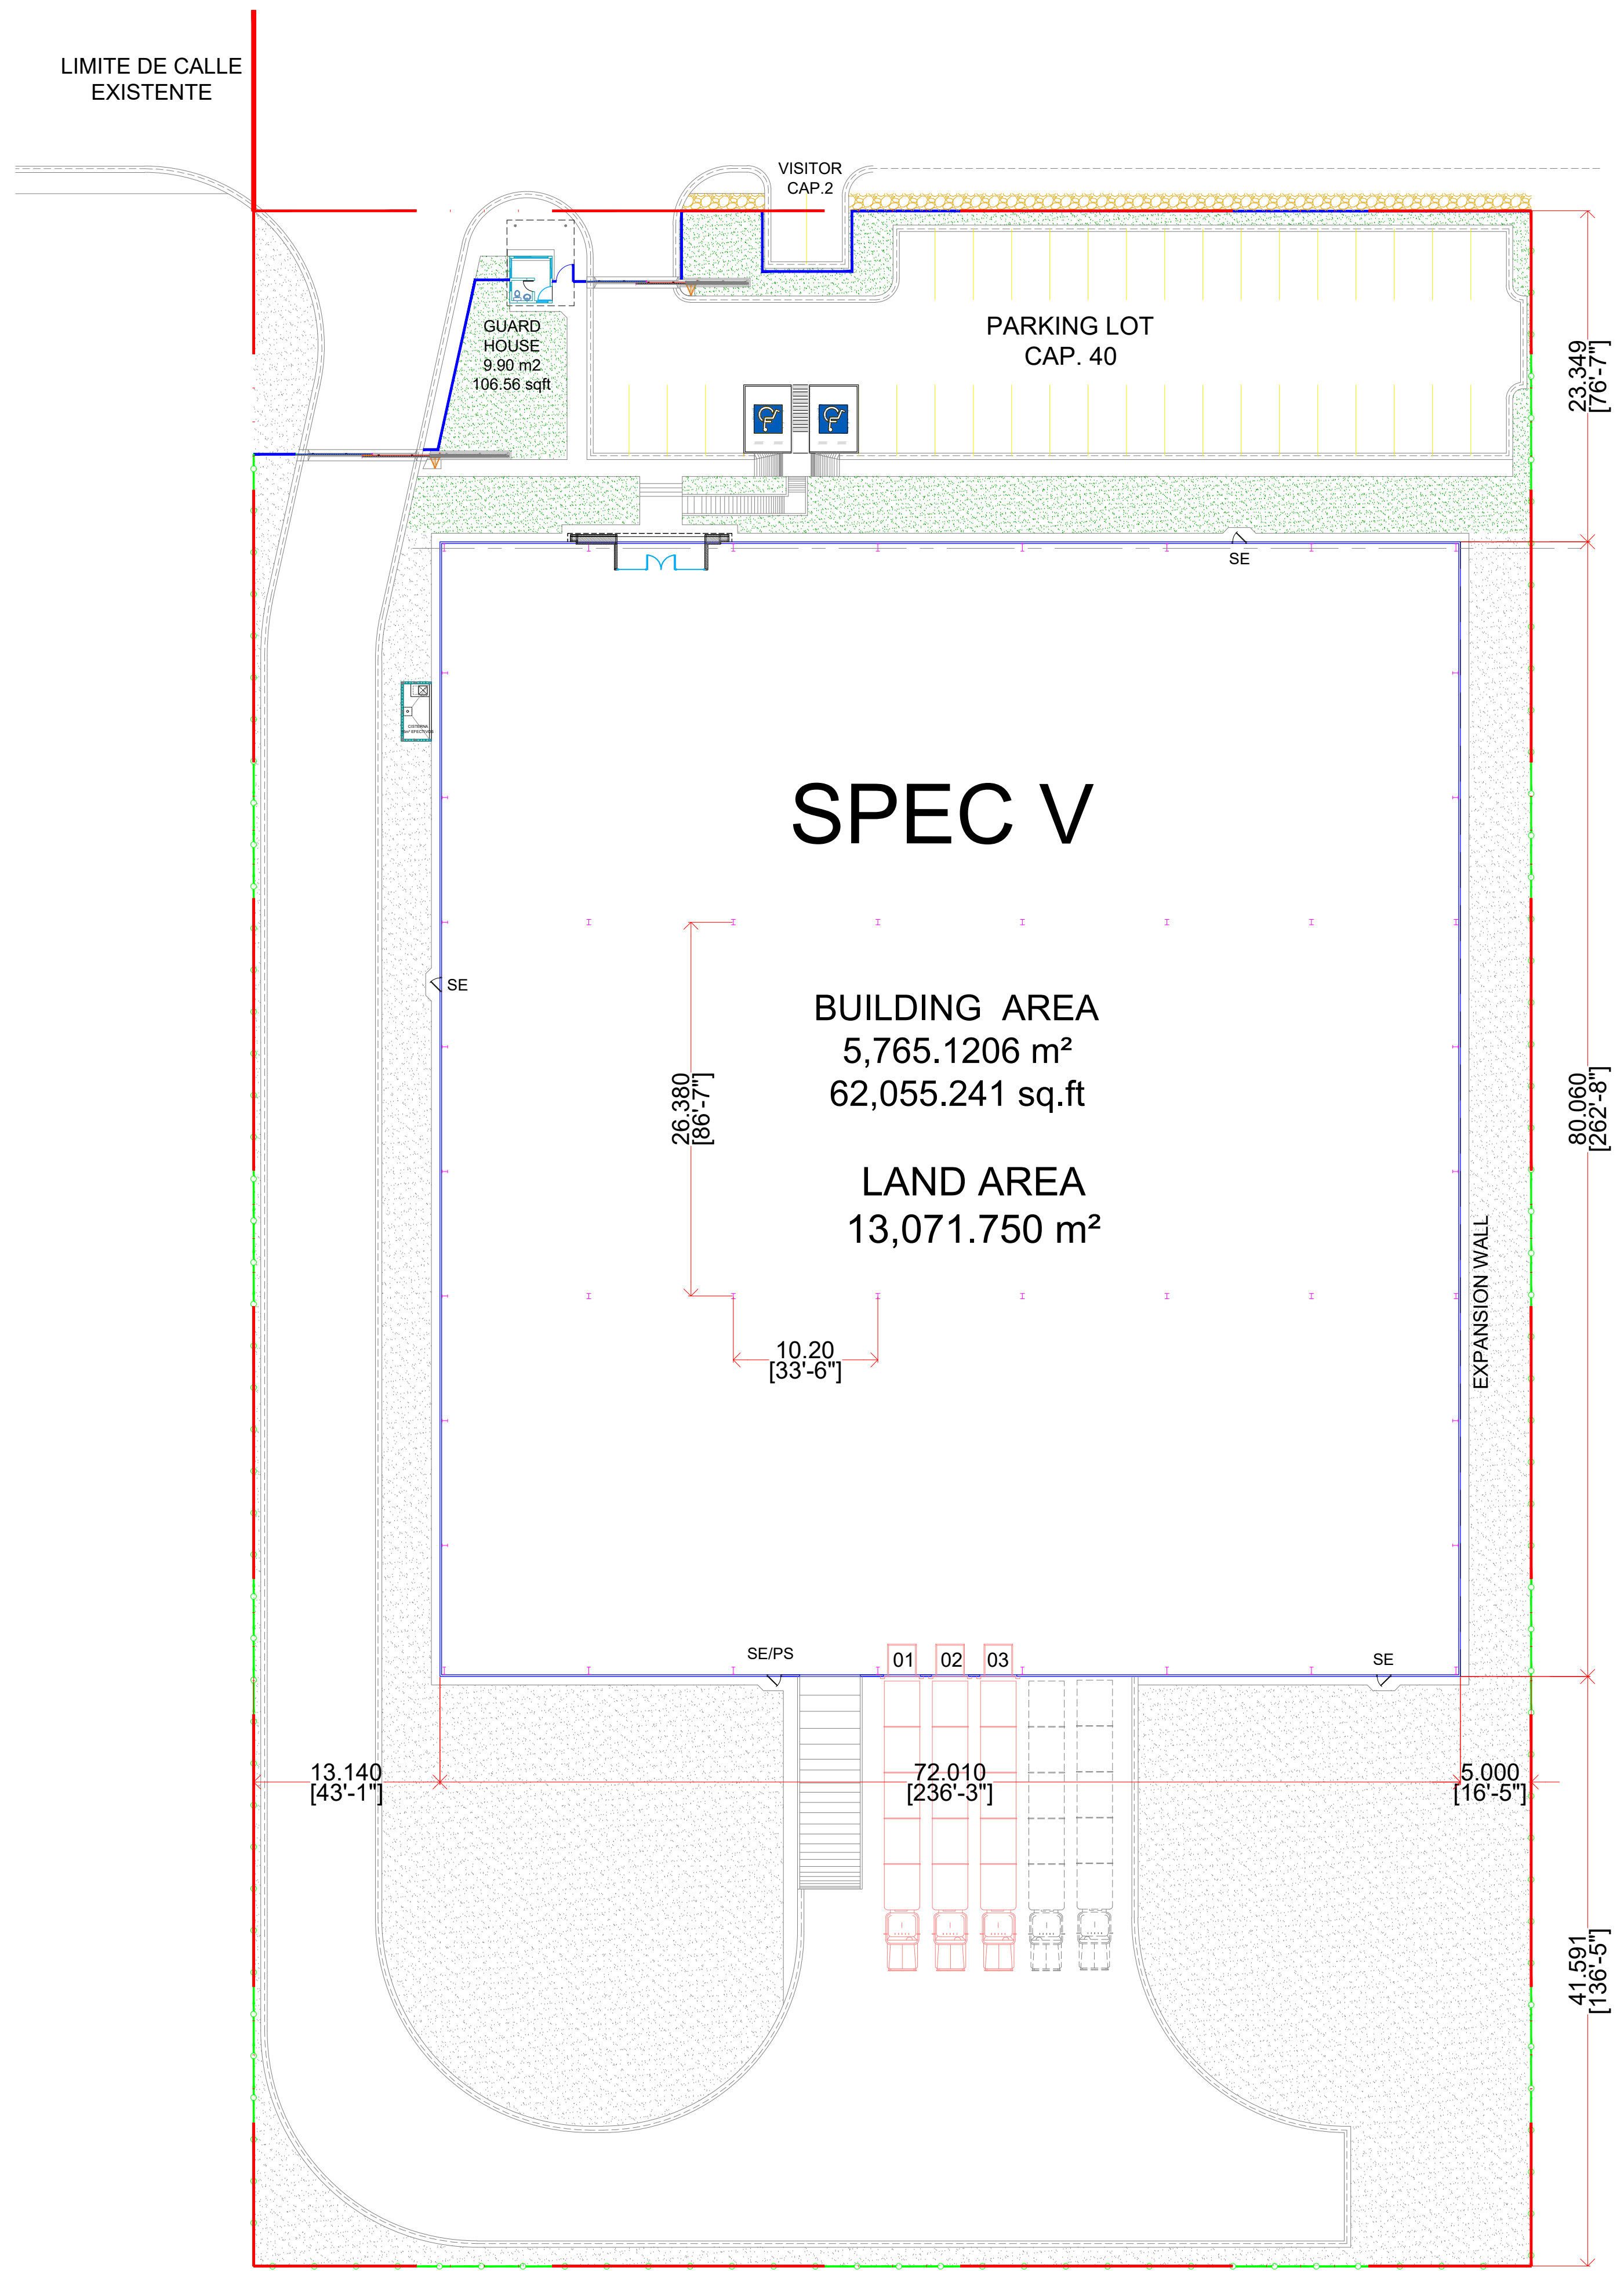 LIMITE DE CALLE
EXISTENTE
VISITOR
CAP.2
GUARD
HOUSE
9.90 m2
106.56 sqft
PARKING LOT
CAP. 40
23.349
[76'-7"]
SE
CISTERNA
SPEC V
SE
BUILDING AREA
5,765.1206 m²
62,055.241 sq.ft
26.380
[86'-7"]
80.060
[262'-8"]
LAND AREA
13,071.750 m²
EXPANSION WALL
10.20
[33'-6"]
SE/PS
01
02
03
SE
13.140
[43'-1"]
72.010
[236'-3"]
5.000
[16'-5"]
41.591
[136'-5"]